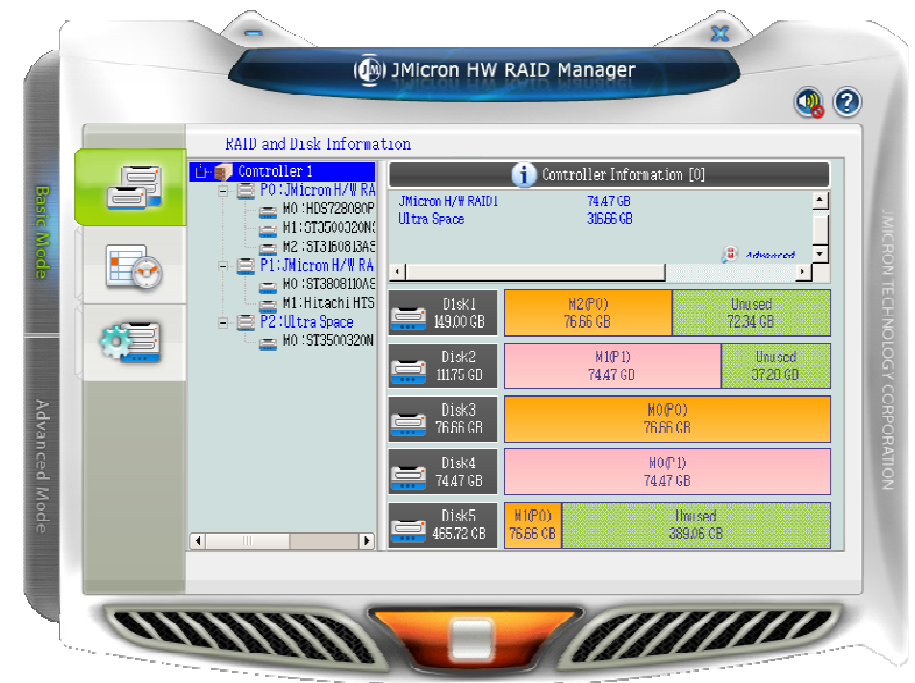 JMicron HW RAID Manager
RAID and Disk Information
Controller 1
P0:JMicron H/W RA
M0 :HDS728080P
M1:ST3500320N
M2 :ST3160813AS
P1:JMicron H/W RA
M0 :ST3808110AS
M1:Hitachi HTS
P2:Ultra Space
M0 :ST3500320N
Controller Information [0]
JMicron H/W RAID1 74.47 GB
Ultra Space 316.66 GB
Advanced
Disk1
149.00 GB
M2(P0)
76.66 GB
Unused
72.34 GB
Disk2
111.75 GB
M1(P1)
74.47 GB
Unused
37.28 GB
Disk3
76.66 GB
M0(P0)
76.66 GB
Disk4
74.47 GB
M0(P1)
74.47 GB
Disk5
465.72 GB
M1(P0)
76.66 GB
Unused
389.06 GB
Basic Mode
Advanced Mode
JMICRON TECHNOLOGY CORPORATION